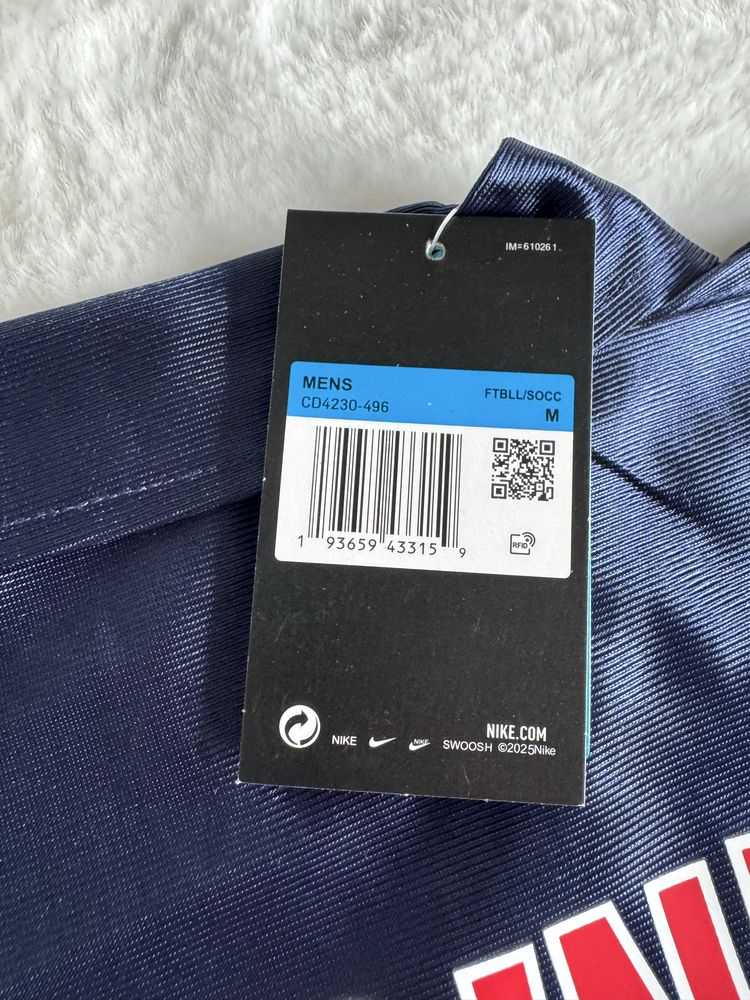 IM=610261
MENS
FTBLL/SOCC
CD4230-496
M
1 93659 43315 9
RFID
NIKE.COM
NIKE NIKE SWOOSH ©2025Nike